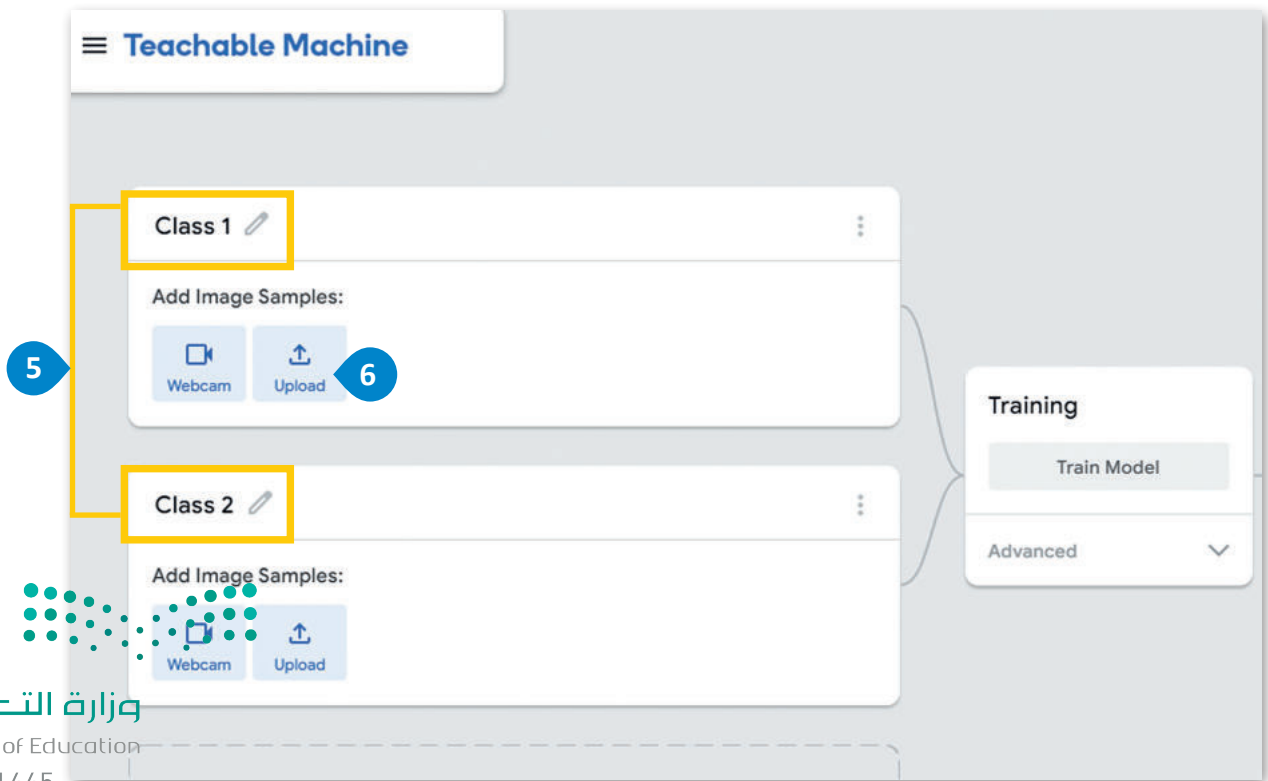 Teachable Machine
Class 1
Add Image Samples:
Webcam
Upload
5
6
Class 2
Add Image Samples:
Webcam
Upload
Training
Train Model
Advanced
وزارة
of Education